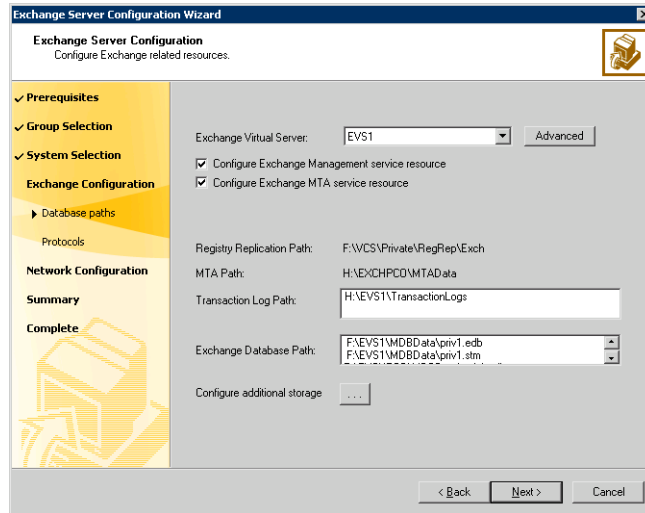 Exchange Server Configuration Wizard
Exchange Server Configuration
Configure Exchange related resources.
Prerequisites
Group Selection
System Selection
Exchange Configuration
Database paths
Protocols
Network Configuration
Summary
Complete
Exchange Virtual Server: EVS1 Advanced
Configure Exchange Management service resource
Configure Exchange MTA service resource
Registry Replication Path: F:\VCS\Private\RegRep\Exch
MTA Path: H:\EXCHPCO\MTAData
Transaction Log Path: H:\EVS1\TransactionLogs
Exchange Database Path: F:\EVS1\MDBData\priv1.edb
F:\EVS1\MDBData\priv1.stm
Configure additional storage ...
< Back Next > Cancel